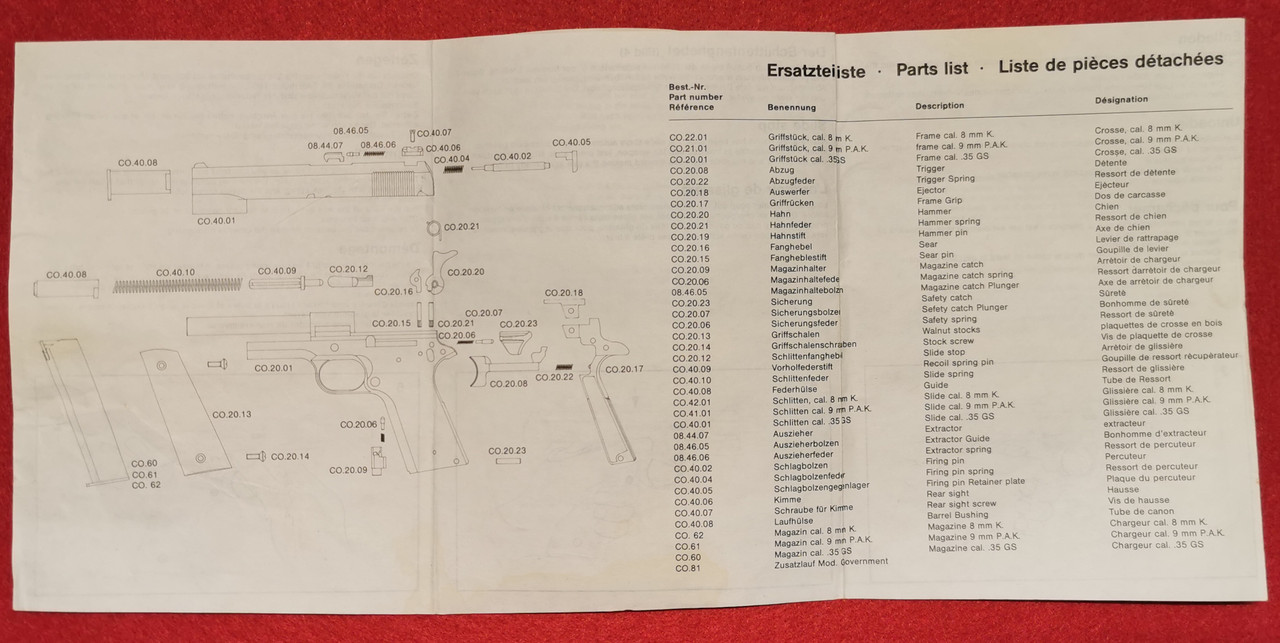 Ersatzteiliste · Parts list · Liste de pièces détachées
Best.-Nr.
Part number
Référence Benennung Description Désignation
CO.22.01 Griffstück, cal. 8 mm K. Frame cal. 8 mm K. Crosse, cal. 8 mm K.
CO.21.01 Griffstück, cal. 9 m P.A.K. frame cal. 9 mm P.A.K. Crosse, cal. 9 mm P.A.K.
CO.20.01 Griffstück cal. .35GS Frame cal. .35 GS Crosse, cal. .35 GS
CO.20.08 Abzug Trigger Détente
CO.20.22 Abzugfeder Trigger Spring Ressort de détente
CO.20.18 Auswerfer Ejector Ejécteur
CO.20.17 Griffrücken Frame Grip Dos de carcasse
CO.20.20 Hahn Hammer Chien
CO.20.21 Hahnfeder Hammer spring Ressort de chien
CO.20.19 Hahnstift Hammer pin Axe de chien
CO.20.16 Fanghebel Sear Levier de rattrapage
CO.20.15 Fangheblestift Sear pin Goupille de levier
CO.20.09 Magazinhalter Magazine catch Arrètoir de chargeur
CO.20.06 Magazinhaltefede Magazine catch spring Ressort darrètoir de chargeur
08.46.05 Magazinhaltebolzn Magazine catch Plunger Axe de arrètoir de chargeur
CO.20.23 Sicherung Safety catch Sûreté
CO.20.07 Sicherungsbolze Safety catch Plunger Bonhomme de sûreté
CO.20.06 Sicherungsfeder Safety spring Ressort de sûreté
CO.20.13 Griffschalen Walnut stocks plaquettes de crosse en bois
CO.20.14 Griffschalenschraben Stock screw Vis de plaquette de crosse
CO.20.12 Schlittenfanghebl Slide stop Arrètoir de glissière
CO.40.09 Vorholfederstift Recoil spring pin Goupille de ressort rècupèrateur
CO.40.10 Schlittenfeder Slide spring Ressort de glissière
CO.40.08 Federhülse Guide Tube de Ressort
CO.42.01 Schlitten, cal. 8 mm K. Slide cal. 8 mm K. Glissière cal. 8 mm K.
CO.41.01 Schlitten cal. 9 mm P.A.K. Slide cal. 9 mm P.A.K. Glissière cal. 9 mm P.A.K.
CO.40.01 Schlitten cal. .35GS Slide cal. .35 GS Glissière cal. .35 GS
08.44.07 Auszieher Extractor extracteur
08.46.05 Auszieherbolzen Extractor Guide Bonhomme d'extracteur
08.46.06 Auszieherfeder Extractor spring Ressort de percuteur
CO.40.02 Schlagbolzen Firing pin Percuteur
CO.40.04 Schlagbolzenfeder Firing pin spring Ressort de percuteur
CO.40.05 Schlagbolzengegnlager Firing pin Retainer plate Plaque du percuteur
CO.40.06 Kimme Rear sight Hausse
CO.40.07 Schraube für Kimme Rear sight screw Vis de hausse
CO.40.08 Laufhülse Barrel Bushing Tube de canon
CO. 62 Magazin cal. 8 mm K. Magazine 8 mm K. Chargeur cal. 8 mm K.
CO.61 Magazin cal. 9 mm P.A.K. Magazine 9 mm P.A.K. Chargeur cal. 9 mm P.A.K.
CO.60 Magazin cal. .35 GS Magazine cal. .35 GS Chargeur cal. .35 GS
CO.81 Zusatzlauf Mod. Government
08.46.05 CO.40.07
08.44.07 08.46.06 CO.40.06 CO.40.05
CO.40.08 CO.40.04 CO.40.02
CO.40.01
CO.20.21
CO.40.08 CO.40.10 CO.40.09 CO.20.12 CO.20.20
CO.20.16
CO.20.18
CO.20.07
CO.20.15 CO.20.21 CO.20.23
CO.20.06
CO.20.01 CO.20.08 CO.20.22 CO.20.17
CO.20.13
CO.20.06
CO.20.14 CO.20.23
CO.60
CO.61 CO.20.09
CO. 62